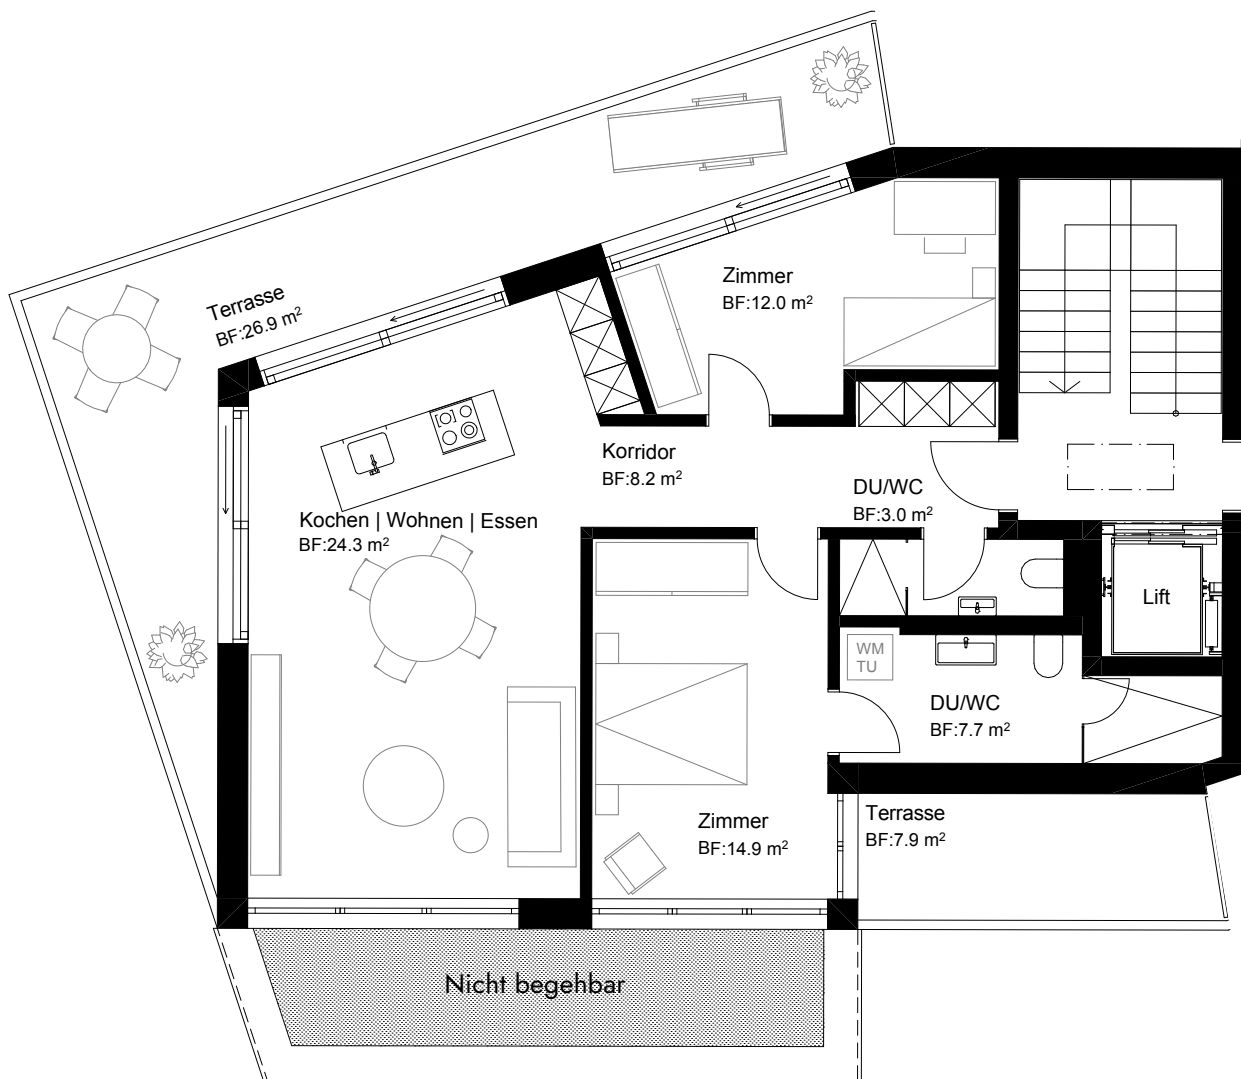 Terrasse
BF:26.9 m²
Zimmer
BF:12.0 m²
Korridor
BF:8.2 m²
DU/WC
BF:3.0 m²
Kochen | Wohnen | Essen
BF:24.3 m²
Lift
WM
TU
DU/WC
BF:7.7 m²
Zimmer
BF:14.9 m²
Terrasse
BF:7.9 m²
Nicht begehbar